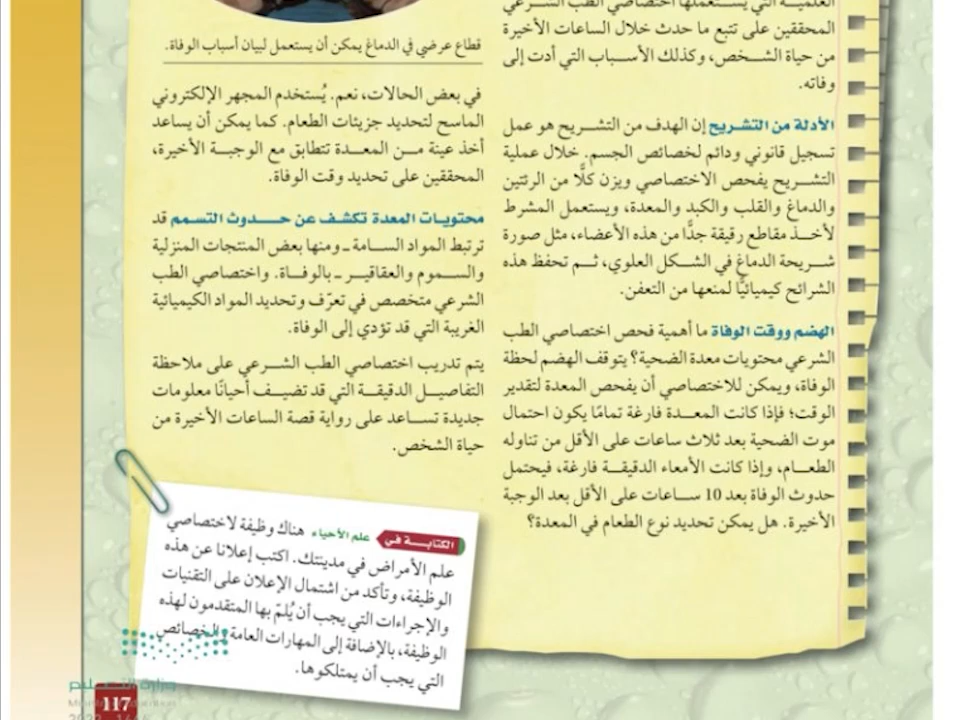 العلمية التي يستعملها اختصاصي الطب الشرعي
المحققين على تتبع ما حدث خلال الساعات الأخيرة
من حياة الشخص، وكذلك الأسباب التي أدت إلى
وفاته.
الأدلة من التشريح إن الهدف من التشريح هو عمل
تسجيل قانوني ودائم لخصائص الجسم. خلال عملية
التشريح يفحص الاختصاصي ويزن كلًّا من الرئتين
والدماغ والقلب والكبد والمعدة، ويستعمل المشرط
لأخذ مقاطع رقيقة جدًّا من هذه الأعضاء، مثل صورة
شريحة الدماغ في الشكل العلوي، ثم تحفظ هذه
الشرائح كيميائيًّا لمنعها من التعفن.
الهضم ووقت الوفاة ما أهمية فحص اختصاصي الطب
الشرعي محتويات معدة الضحية؟ يتوقف الهضم لحظة
الوفاة، ويمكن للاختصاصي أن يفحص المعدة لتقدير
الوقت؛ فإذا كانت المعدة فارغة تمامًا يكون احتمال
موت الضحية بعد ثلاث ساعات على الأقل من تناوله
الطعام، وإذا كانت الأمعاء الدقيقة فارغة، فيحتمل
حدوث الوفاة بعد 10 ساعات على الأقل بعد الوجبة
الأخيرة. هل يمكن تحديد نوع الطعام في المعدة؟
قطاع عرضي في الدماغ يمكن أن يستعمل لبيان أسباب الوفاة.
في بعض الحالات، نعم. يُستخدم المجهر الإلكتروني
الماسح لتحديد جزيئات الطعام. كما يمكن أن يساعد
أخذ عينة من المعدة تتطابق مع الوجبة الأخيرة،
المحققين على تحديد وقت الوفاة.
محتويات المعدة تكشف عن حدوث التسمم قد
ترتبط المواد السامة - ومنها بعض المنتجات المنزلية
والسموم والعقاقير - بالوفاة. واختصاصي الطب
الشرعي متخصص في تعرّف وتحديد المواد الكيميائية
الغريبة التي قد تؤدي إلى الوفاة.
يتم تدريب اختصاصي الطب الشرعي على ملاحظة
التفاصيل الدقيقة التي قد تضيف أحيانًا معلومات
جديدة تساعد على رواية قصة الساعات الأخيرة من
حياة الشخص.
الكتابة في علم الأحياء هناك وظيفة لاختصاصي
علم الأمراض في مدينتك. اكتب إعلانا عن هذه
الوظيفة، وتأكد من اشتمال الإعلان على التقنيات
والإجراءات التي يجب أن يُلمّ بها المتقدمون لهذه
الوظيفة، بالإضافة إلى المهارات العامة والخصائص
التي يجب أن يمتلكوها.
وزارة التعليم
117